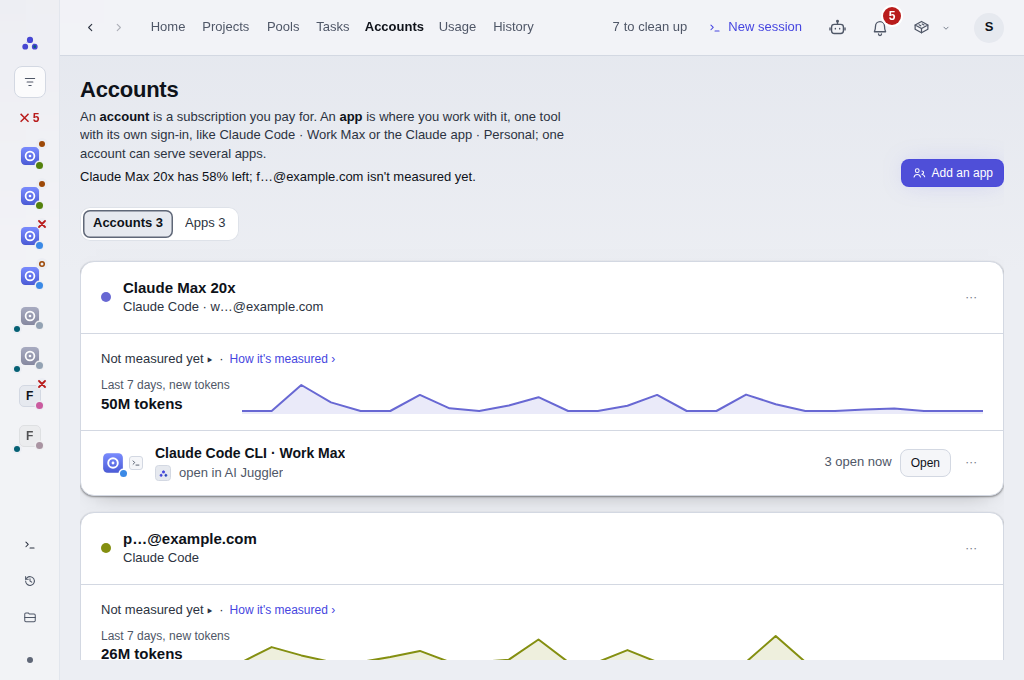 Home Projects Pools Tasks Accounts Usage History 7 to clean up New session 5 S
5
Accounts
An account is a subscription you pay for. An app is where you work with it, one tool
with its own sign-in, like Claude Code · Work Max or the Claude app · Personal; one
account can serve several apps.
Claude Max 20x has 58% left; f…@example.com isn't measured yet.
Add an app
Accounts 3 Apps 3
Claude Max 20x
Claude Code · w…@example.com
Not measured yet ▸ · How it's measured ›
Last 7 days, new tokens
50M tokens
Claude Code CLI · Work Max
open in AI Juggler
3 open now Open
p…@example.com
Claude Code
Not measured yet ▸ · How it's measured ›
Last 7 days, new tokens
26M tokens
F
F